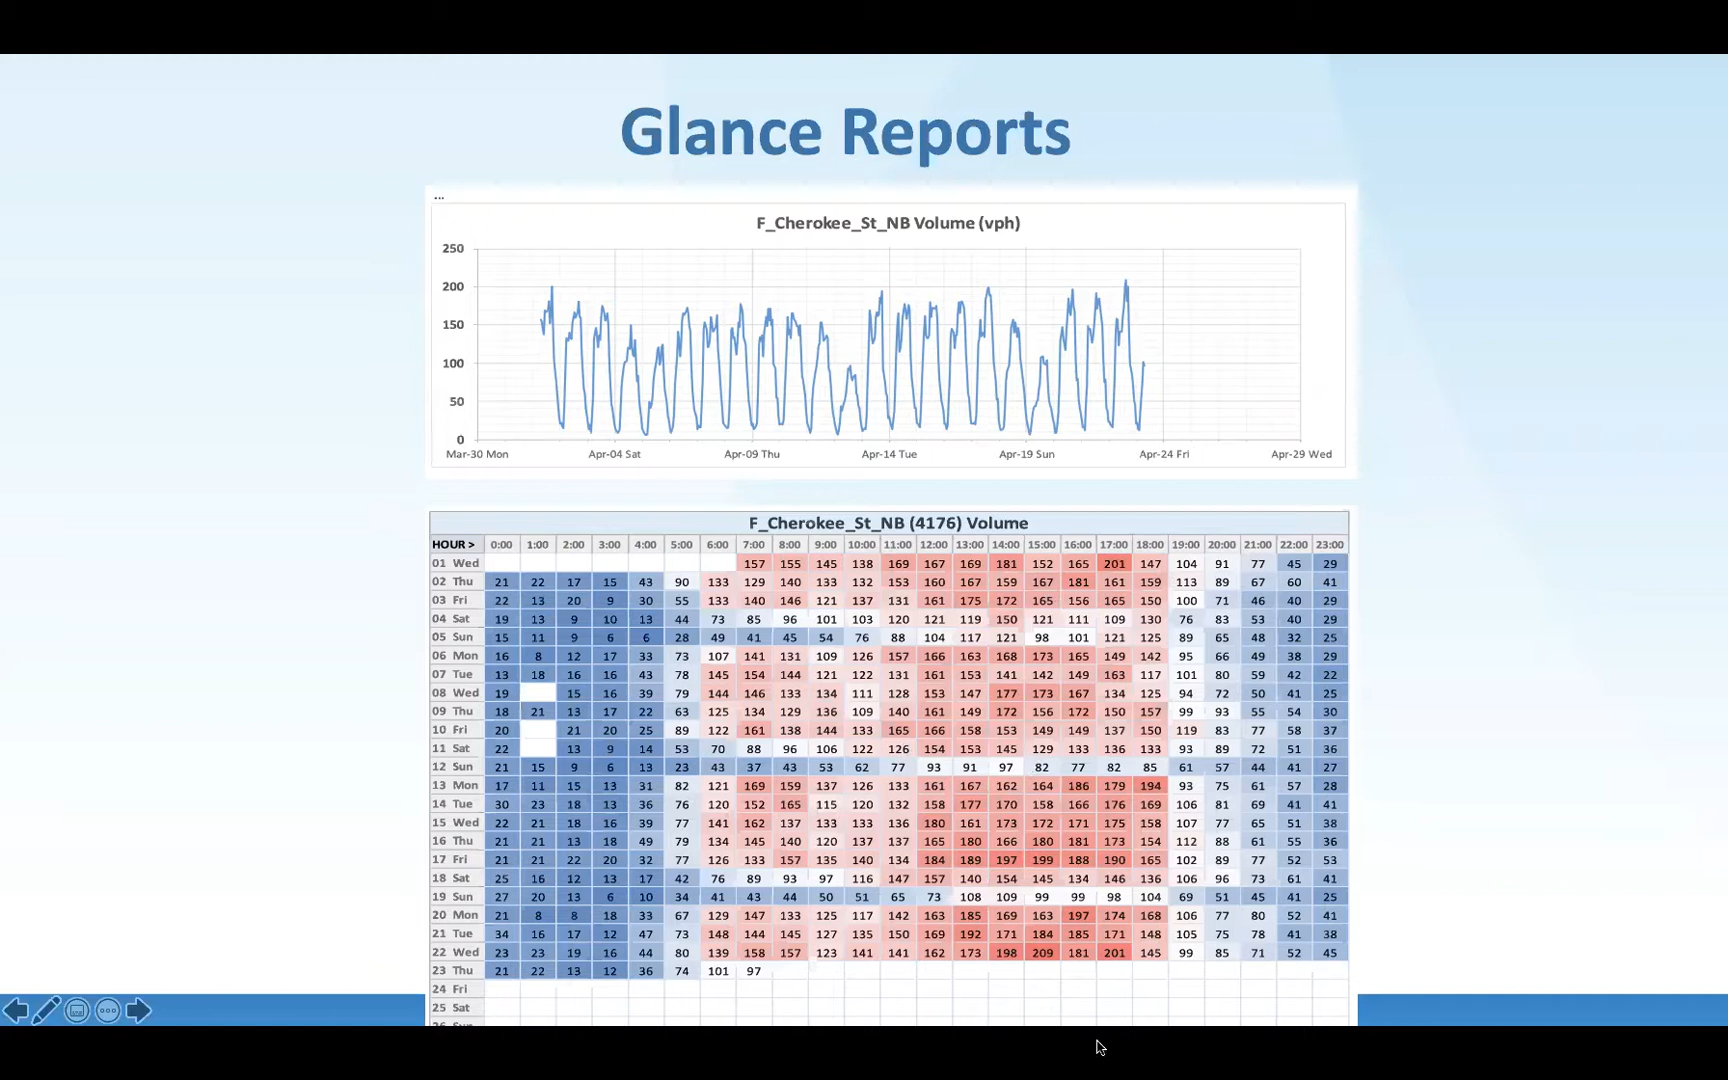 Glance Reports
...
F_Cherokee_St_NB Volume (vph)
250
200
150
100
50
0
Mar-30 Mon Apr-04 Sat Apr-09 Thu Apr-14 Tue Apr-19 Sun Apr-24 Fri Apr-29 Wed
F_Cherokee_St_NB (4176) Volume
HOUR > 0:00 1:00 2:00 3:00 4:00 5:00 6:00 7:00 8:00 9:00 10:00 11:00 12:00 13:00 14:00 15:00 16:00 17:00 18:00 19:00 20:00 21:00 22:00 23:00
01 Wed 157 155 145 138 169 167 169 181 152 165 201 147 104 91 77 45 29
02 Thu 21 22 17 15 43 90 133 129 140 133 132 153 160 167 159 167 181 161 159 113 89 67 60 41
03 Fri 22 13 20 9 30 55 133 140 146 121 137 131 161 175 172 165 156 165 150 100 71 46 40 29
04 Sat 19 13 9 10 13 44 73 85 96 101 103 120 121 119 150 121 111 109 130 76 83 53 40 29
05 Sun 15 11 9 6 6 28 49 41 45 54 76 88 104 117 121 98 101 121 125 89 65 48 32 25
06 Mon 16 8 12 17 33 73 107 141 131 109 126 157 166 163 168 173 165 149 142 95 66 49 38 29
07 Tue 13 18 16 16 43 78 145 154 144 121 122 131 161 153 141 142 149 163 117 101 80 59 42 22
08 Wed 19 15 16 39 79 144 146 133 134 111 128 153 147 177 173 167 134 125 94 72 50 41 25
09 Thu 18 21 13 17 22 63 125 134 129 136 109 140 161 149 172 156 172 150 157 99 93 55 54 30
10 Fri 20 21 20 21 89 122 161 138 144 133 165 166 158 153 149 149 137 150 119 83 77 58 37
11 Sat 22 13 9 14 53 70 88 96 106 122 126 154 153 145 129 133 136 133 93 89 72 51 36
12 Sun 21 15 9 6 13 23 43 37 43 53 62 77 93 91 97 82 77 82 85 61 57 44 41 27
13 Mon 17 11 15 13 31 82 121 169 159 137 126 133 161 167 162 164 186 179 194 93 75 61 57 28
14 Tue 30 23 18 13 36 76 120 152 165 115 120 132 158 177 170 158 166 176 169 106 81 69 41 41
15 Wed 22 21 18 16 39 77 141 162 137 133 133 136 180 161 173 172 171 175 158 107 77 65 51 38
16 Thu 21 21 13 18 49 79 134 145 140 120 137 137 165 180 166 180 181 173 154 112 88 61 55 36
17 Fri 21 21 22 20 32 77 126 133 157 135 140 134 184 189 197 199 188 190 165 102 89 77 52 53
18 Sat 25 16 12 13 17 42 76 89 93 97 116 147 157 140 154 145 134 146 136 106 96 73 61 41
19 Sun 27 20 13 6 10 34 41 43 44 50 51 65 73 108 109 99 99 98 104 69 51 45 41 25
20 Mon 21 8 8 18 33 67 129 147 133 125 117 142 163 185 169 163 197 174 168 106 77 80 52 41
21 Tue 34 16 17 12 47 73 148 144 145 127 135 150 169 192 171 184 185 171 148 105 75 78 41 38
22 Wed 23 23 19 16 44 80 139 158 157 123 141 141 162 173 198 209 181 201 145 99 85 71 52 45
23 Thu 21 22 13 12 36 74 101 97
24 Fri
25 Sat